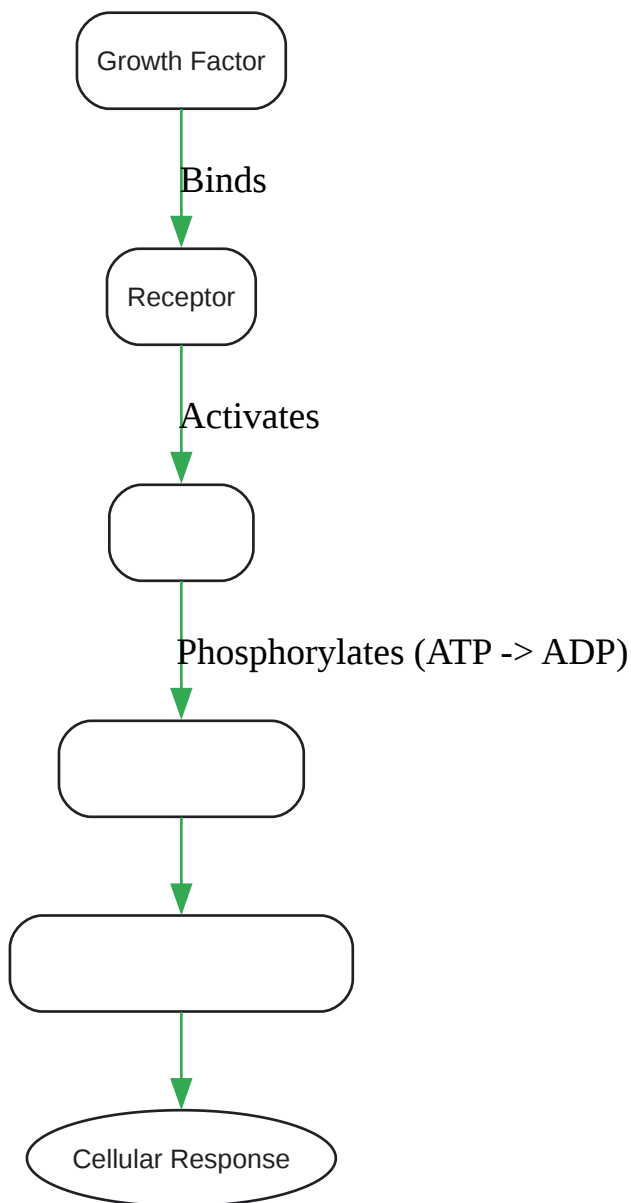 Growth Factor
Binds
Receptor
Activates
Phosphorylates (ATP -> ADP)
Cellular Response